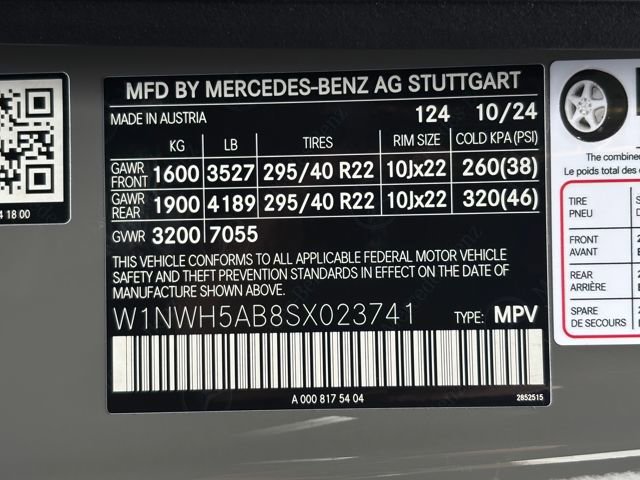 MFD BY MERCEDES-BENZ AG STUTTGART
MADE IN AUSTRIA 124 10/24
KG LB TIRES RIM SIZE COLD KPA(PSI)
GAWR FRONT 1600 3527 295/40 R22 10Jx22 260(38)
GAWR REAR 1900 4189 295/40 R22 10Jx22 320(46)
GVWR 3200 7055
THIS VEHICLE CONFORMS TO ALL APPLICABLE FEDERAL MOTOR VEHICLE
SAFETY AND THEFT PREVENTION STANDARDS IN EFFECT ON THE DATE OF
MANUFACTURE SHOWN ABOVE.
W1NWH5AB8SX023741 TYPE: MPV
A 000 817 54 04
2852515
4 18 00
The combined
Le poids total des
TIRE
PNEU
FRONT
AVANT
REAR
ARRIÈRE
SPARE
DE SECOURS